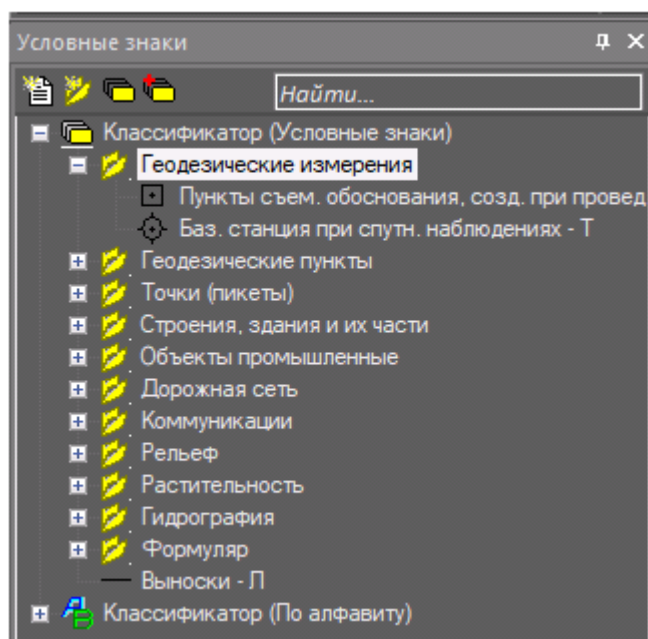 Условные знаки
Найти...
Классификатор (Условные знаки)
Геодезические измерения
Пункты съем. обоснования, созд. при провед
Баз. станция при спутн. наблюдениях - Т
Геодезические пункты
Точки (пикеты)
Строения, здания и их части
Объекты промышленные
Дорожная сеть
Коммуникации
Рельеф
Растительность
Гидрография
Формуляр
Выноски - Л
Классификатор (По алфавиту)